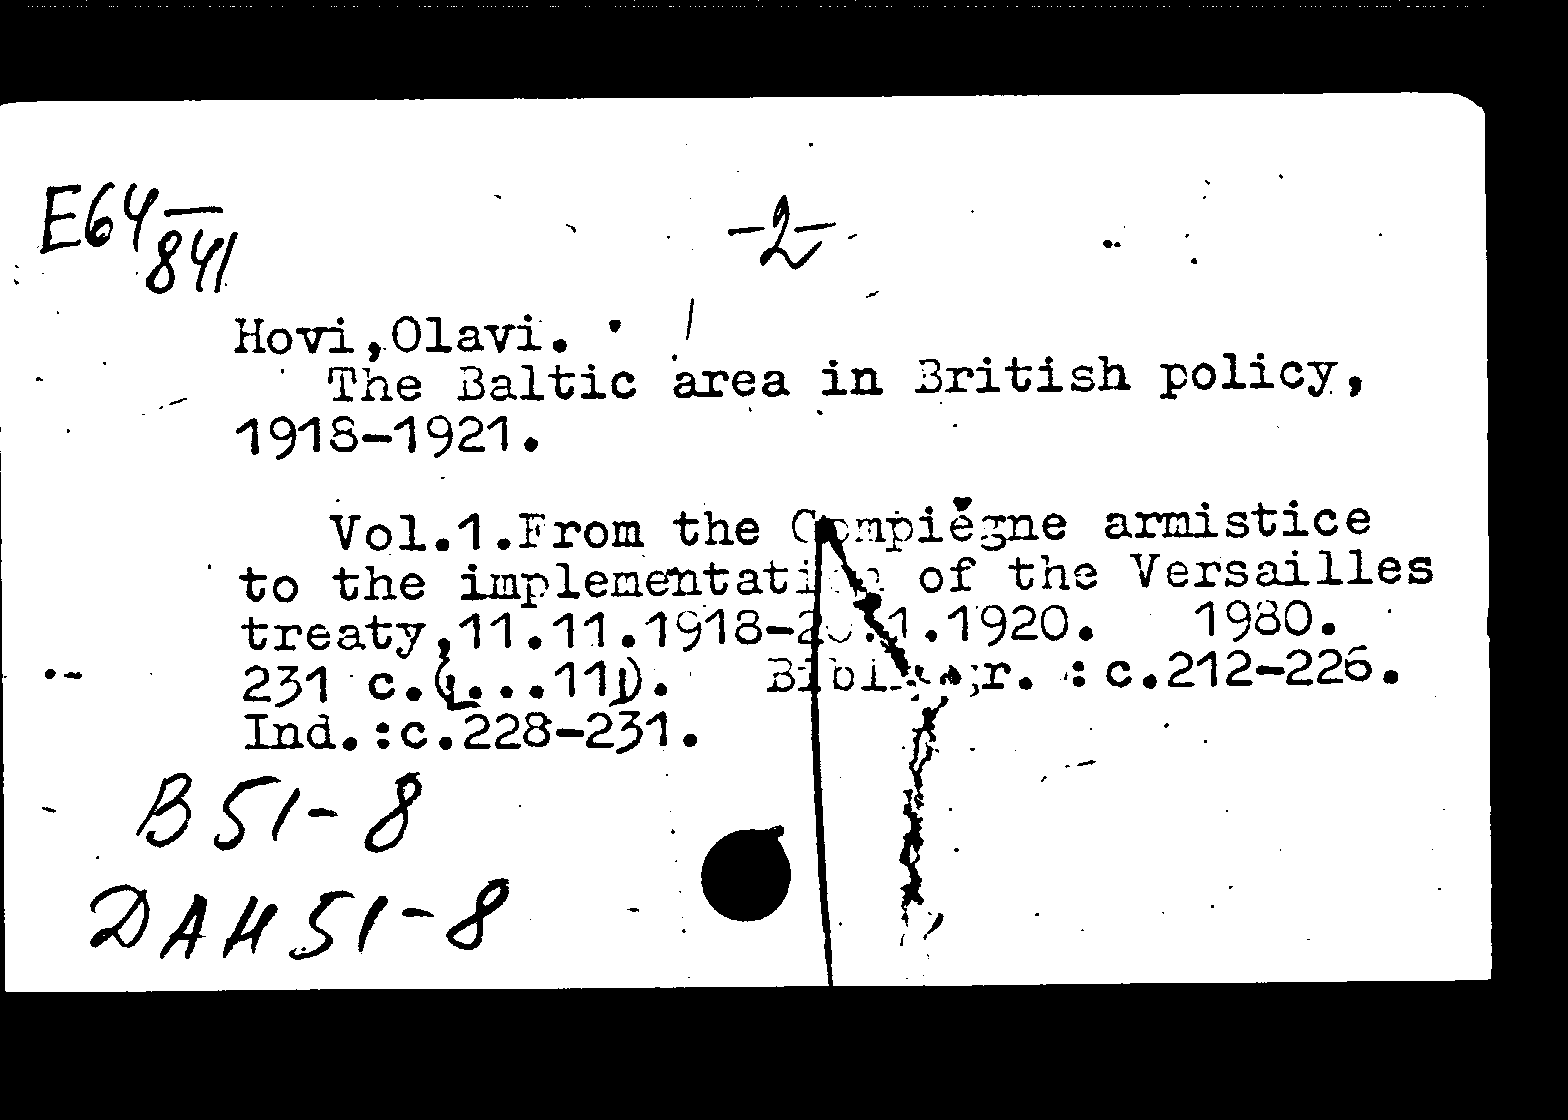 E64 —
841
-2-
Hovi,Olavi.
The Baltic area in British policy,
1918-1921.
Vol.1.From the Compiègne armistice
to the implementation of the Versailles
treaty,11.11.1918- 1920. 1980.
231 c. Bibliogr. :c.212-226.
Ind.:c.228-231.
B51-8
DAH51-8